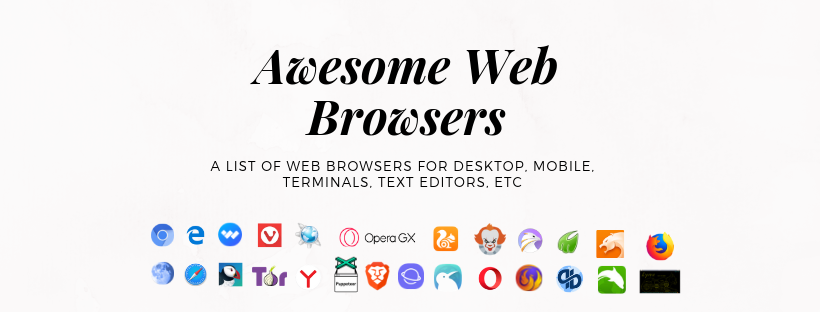 Awesome Web
Browsers
A LIST OF WEB BROWSERS FOR DESKTOP, MOBILE,
TERMINALS, TEXT EDITORS, ETC
Opera GX
Tor
Puppeteer